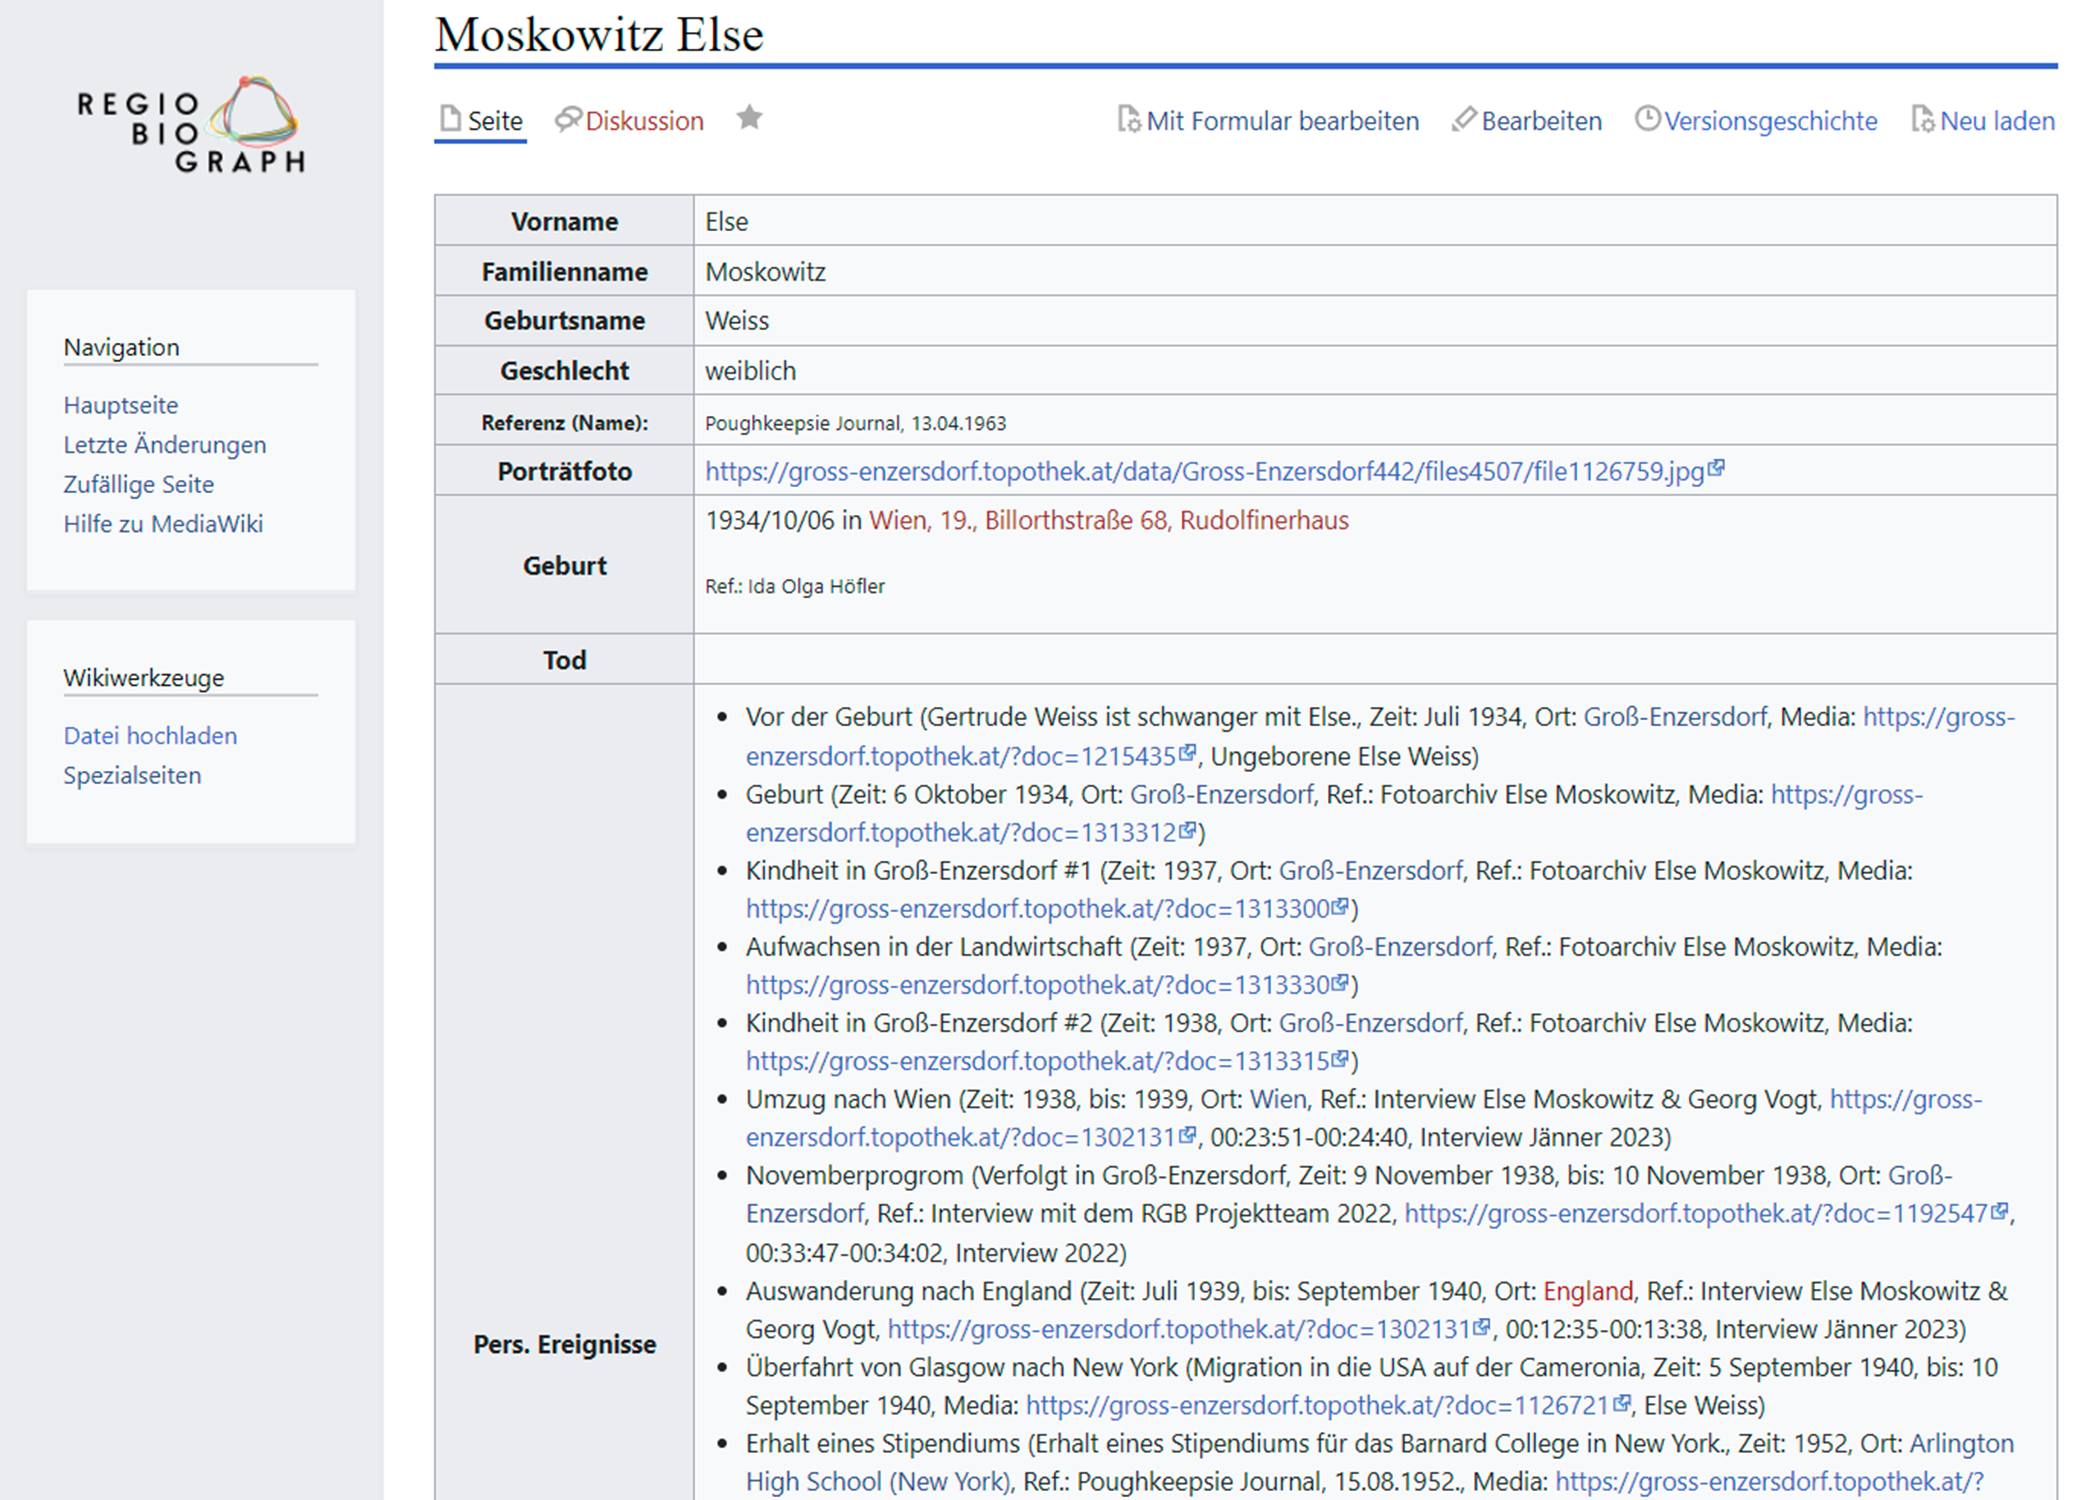 REGIO
BIO
GRAPH
Navigation
Hauptseite
Letzte Änderungen
Zufällige Seite
Hilfe zu MediaWiki
Wikiwerkzeuge
Datei hochladen
Spezialseiten
Moskowitz Else
Seite Diskussion Mit Formular bearbeiten Bearbeiten Versionsgeschichte Neu laden
Vorname Else
Familienname Moskowitz
Geburtsname Weiss
Geschlecht weiblich
Referenz (Name): Poughkeepsie Journal, 13.04.1963
Porträtfoto https://gross-enzersdorf.topothek.at/data/Gross-Enzersdorf442/files4507/file1126759.jpg
Geburt 1934/10/06 in Wien, 19., Billorthstraße 68, Rudolfinerhaus
Ref.: Ida Olga Höfler
Tod
Pers. Ereignisse
• Vor der Geburt (Gertrude Weiss ist schwanger mit Else., Zeit: Juli 1934, Ort: Groß-Enzersdorf, Media: https://gross-
enzersdorf.topothek.at/?doc=1215435, Ungeborene Else Weiss)
• Geburt (Zeit: 6 Oktober 1934, Ort: Groß-Enzersdorf, Ref.: Fotoarchiv Else Moskowitz, Media: https://gross-
enzersdorf.topothek.at/?doc=1313312)
• Kindheit in Groß-Enzersdorf #1 (Zeit: 1937, Ort: Groß-Enzersdorf, Ref.: Fotoarchiv Else Moskowitz, Media:
https://gross-enzersdorf.topothek.at/?doc=1313300)
• Aufwachsen in der Landwirtschaft (Zeit: 1937, Ort: Groß-Enzersdorf, Ref.: Fotoarchiv Else Moskowitz, Media:
https://gross-enzersdorf.topothek.at/?doc=1313330)
• Kindheit in Groß-Enzersdorf #2 (Zeit: 1938, Ort: Groß-Enzersdorf, Ref.: Fotoarchiv Else Moskowitz, Media:
https://gross-enzersdorf.topothek.at/?doc=1313315)
• Umzug nach Wien (Zeit: 1938, bis: 1939, Ort: Wien, Ref.: Interview Else Moskowitz & Georg Vogt, https://gross-
enzersdorf.topothek.at/?doc=1302131, 00:23:51-00:24:40, Interview Jänner 2023)
• Novemberprogrom (Verfolgt in Groß-Enzersdorf, Zeit: 9 November 1938, bis: 10 November 1938, Ort: Groß-
Enzersdorf, Ref.: Interview mit dem RGB Projektteam 2022, https://gross-enzersdorf.topothek.at/?doc=1192547,
00:33:47-00:34:02, Interview 2022)
• Auswanderung nach England (Zeit: Juli 1939, bis: September 1940, Ort: England, Ref.: Interview Else Moskowitz &
Georg Vogt, https://gross-enzersdorf.topothek.at/?doc=1302131, 00:12:35-00:13:38, Interview Jänner 2023)
• Überfahrt von Glasgow nach New York (Migration in die USA auf der Cameronia, Zeit: 5 September 1940, bis: 10
September 1940, Media: https://gross-enzersdorf.topothek.at/?doc=1126721, Else Weiss)
• Erhalt eines Stipendiums (Erhalt eines Stipendiums für das Barnard College in New York., Zeit: 1952, Ort: Arlington
High School (New York), Ref.: Poughkeepsie Journal, 15.08.1952., Media: https://gross-enzersdorf.topothek.at/?